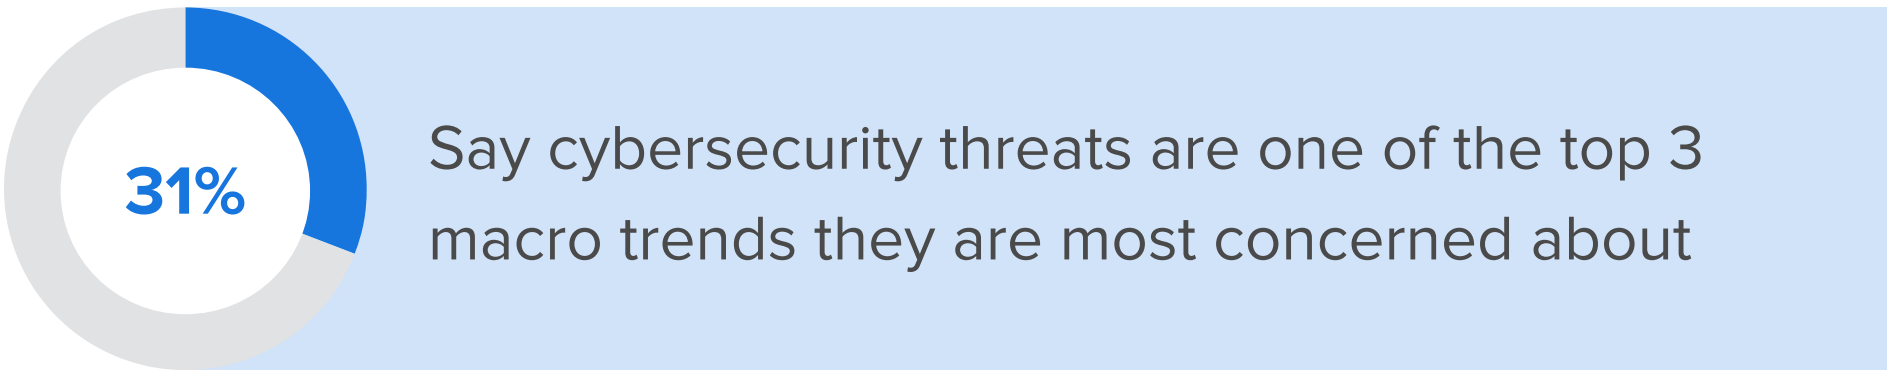 31%
Say cybersecurity threats are one of the top 3
macro trends they are most concerned about